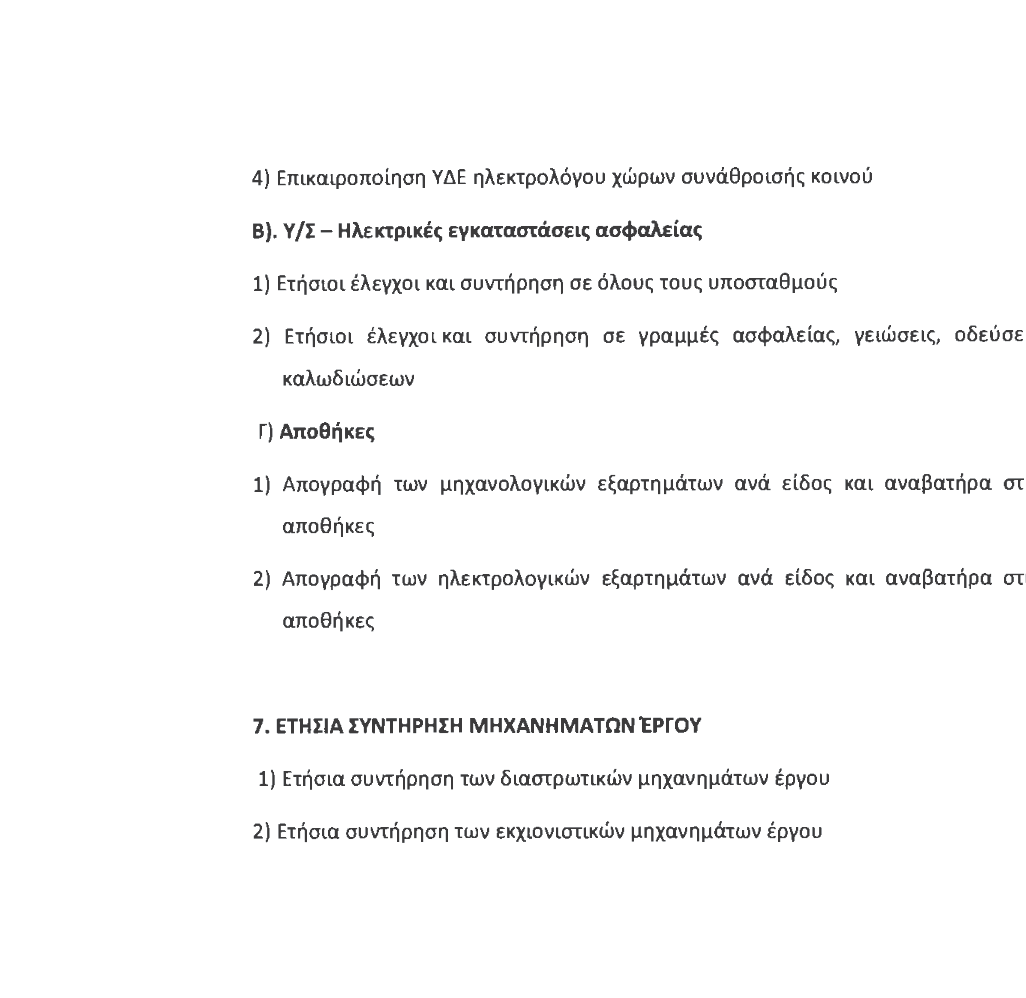 4) Επικαιροποίηση ΥΔΕ ηλεκτρολόγου χώρων συνάθροισής κοινού
Β). Υ/Σ – Ηλεκτρικές εγκαταστάσεις ασφαλείας
1) Ετήσιοι έλεγχοι και συντήρηση σε όλους τους υποσταθμούς
2) Ετήσιοι έλεγχοι και συντήρηση σε γραμμές ασφαλείας, γειώσεις,
καλωδιώσεων
Γ) Αποθήκες
1) Απογραφή των μηχανολογικών εξαρτημάτων ανά είδος και αναβατήρα
αποθήκες
2) Απογραφή των ηλεκτρολογικών εξαρτημάτων ανά είδος και αναβατήρα
αποθήκες
7. ΕΤΗΣΙΑ ΣΥΝΤΗΡΗΣΗ ΜΗΧΑΝΗΜΑΤΩΝ ΈΡΓΟΥ
1) Ετήσια συντήρηση των διαστρωτικών μηχανημάτων έργου
2) Ετήσια συντήρηση των εκχιονιστικών μηχανημάτων έργου